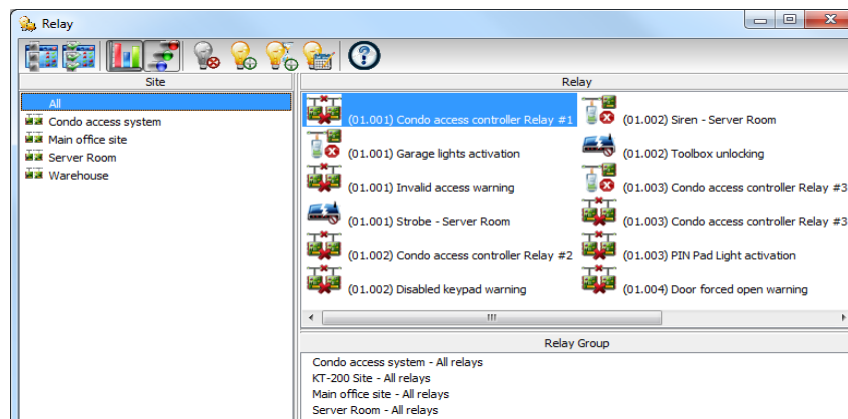 Relay
Site
Relay
All
Condo access system
Main office site
Server Room
Warehouse
(01.001) Condo access controller Relay #1
(01.002) Siren - Server Room
(01.001) Garage lights activation
(01.002) Toolbox unlocking
(01.001) Invalid access warning
(01.003) Condo access controller Relay #3
(01.001) Strobe - Server Room
(01.003) Condo access controller Relay #3
(01.002) Condo access controller Relay #2
(01.003) PIN Pad Light activation
(01.002) Disabled keypad warning
(01.004) Door forced open warning
Relay Group
Condo access system - All relays
KT-200 Site - All relays
Main office site - All relays
Server Room - All relays